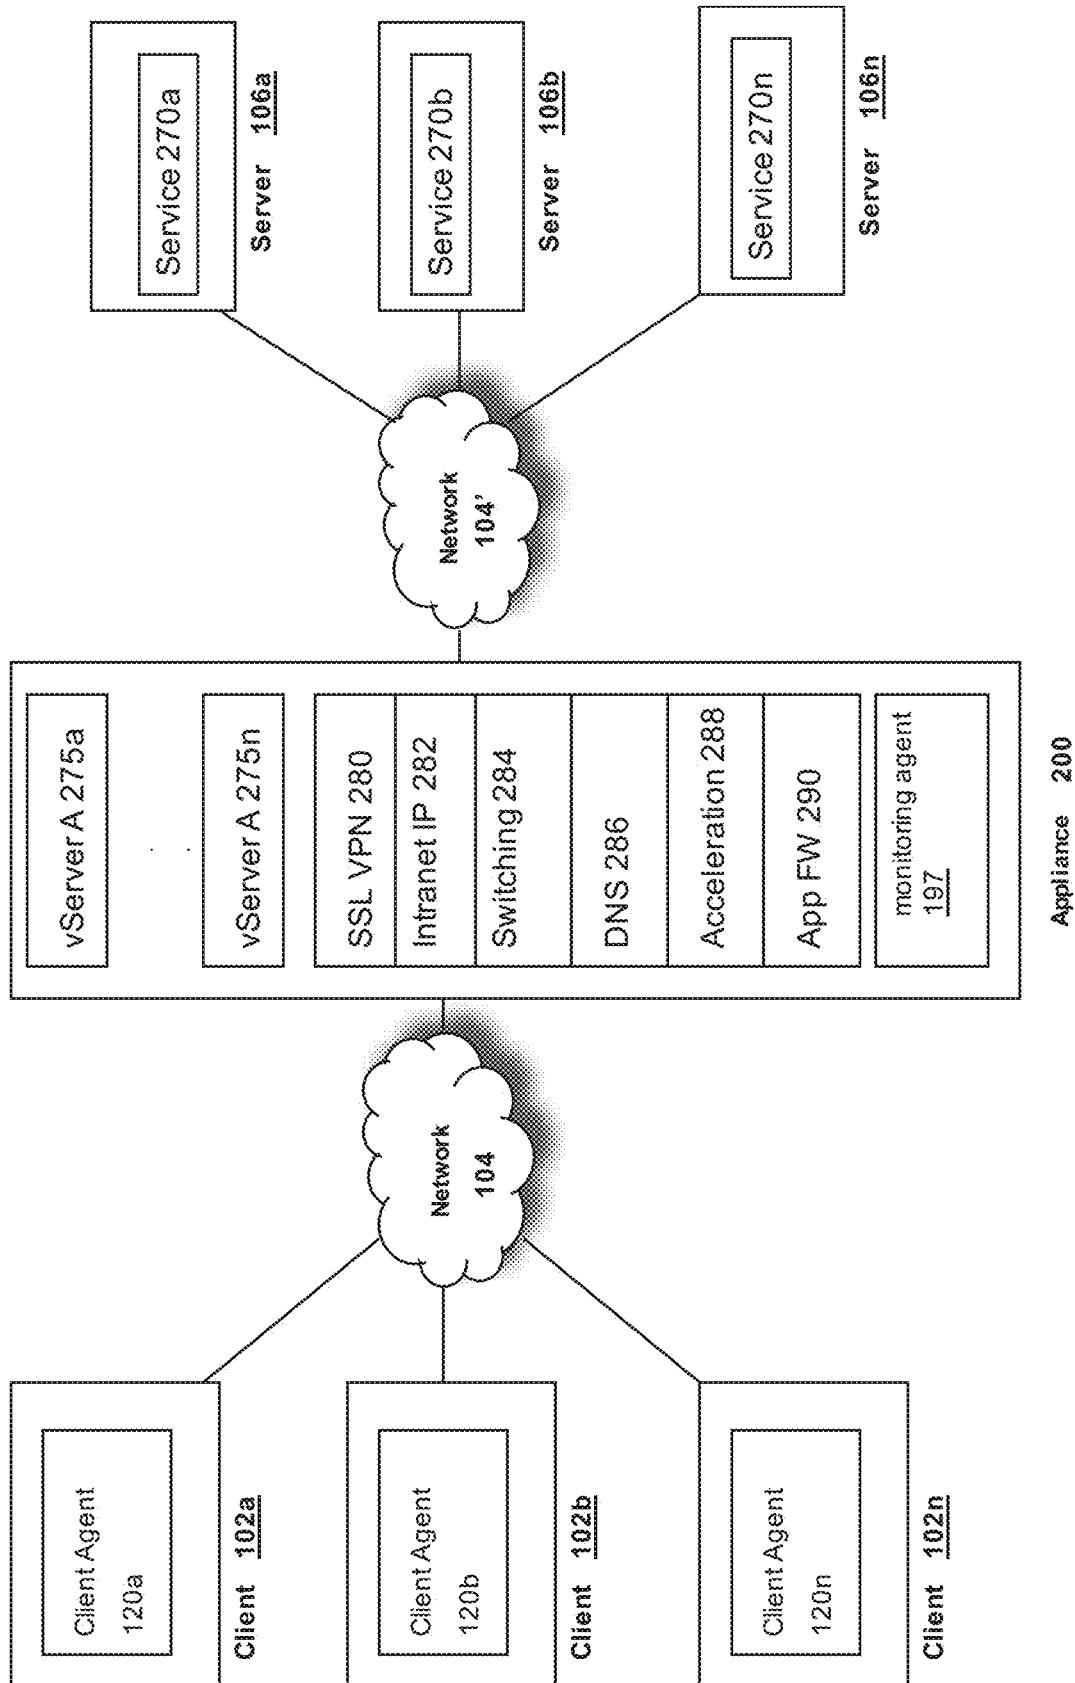 Client Agent
120a
Client 102a
Client Agent
120b
Client 102b
Client Agent
120n
Client 102n
Network
104
vServer A 275a
vServer A 275n
SSL VPN 280
Intranet IP 282
Switching 284
DNS 286
Acceleration 288
App FW 290
monitoring agent
197
Appliance 200
Network
104'
Service 270a
Server 106a
Service 270b
Server 106b
Service 270n
Server 106n